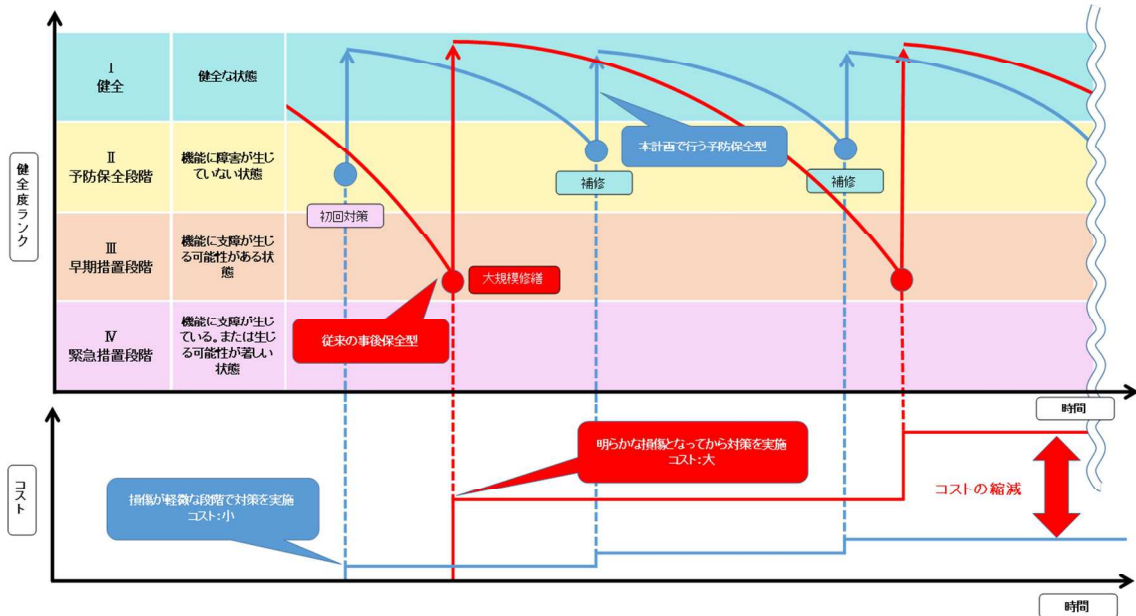 健全度ランク
Ⅰ
健全
健全な状態
Ⅱ
予防保全段階
機能に障害が生じ
ていない状態
Ⅲ
早期措置段階
機能に支障が生じ
る可能性がある状
態
Ⅳ
緊急措置段階
機能に支障が生じ
ている。または生じ
る可能性が著しい
状態
初回対策
本計画で行う予防保全型
補修
補修
大規模修繕
従来の事後保全型
時間
コスト
損傷が軽微な段階で対策を実施
コスト:小
明らかな損傷となってから対策を実施
コスト:大
コストの縮減
時間